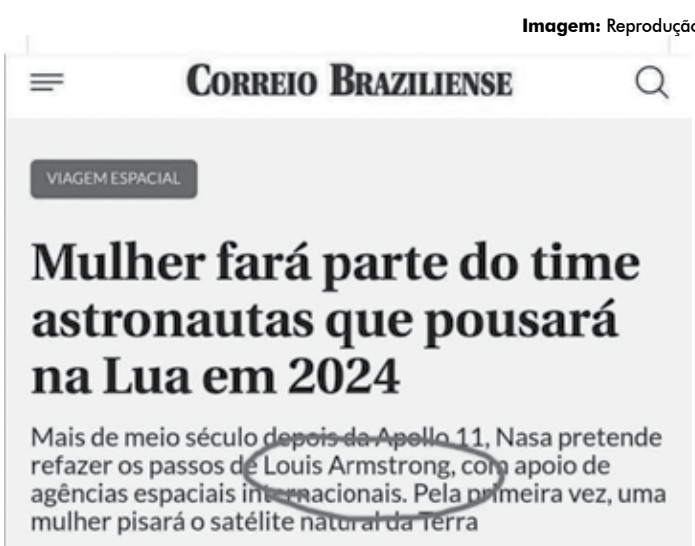 Imagem: Reprodução
CORREIO BRAZILIENSE
VIAGEM ESPACIAL
Mulher fará parte do time
astronautas que pousará
na Lua em 2024
Mais de meio século depois da Apollo 11, Nasa pretende
refazer os passos de Louis Armstrong, com apoio de
agências espaciais internacionais. Pela primeira vez, uma
mulher pisará o satélite natural da Terra